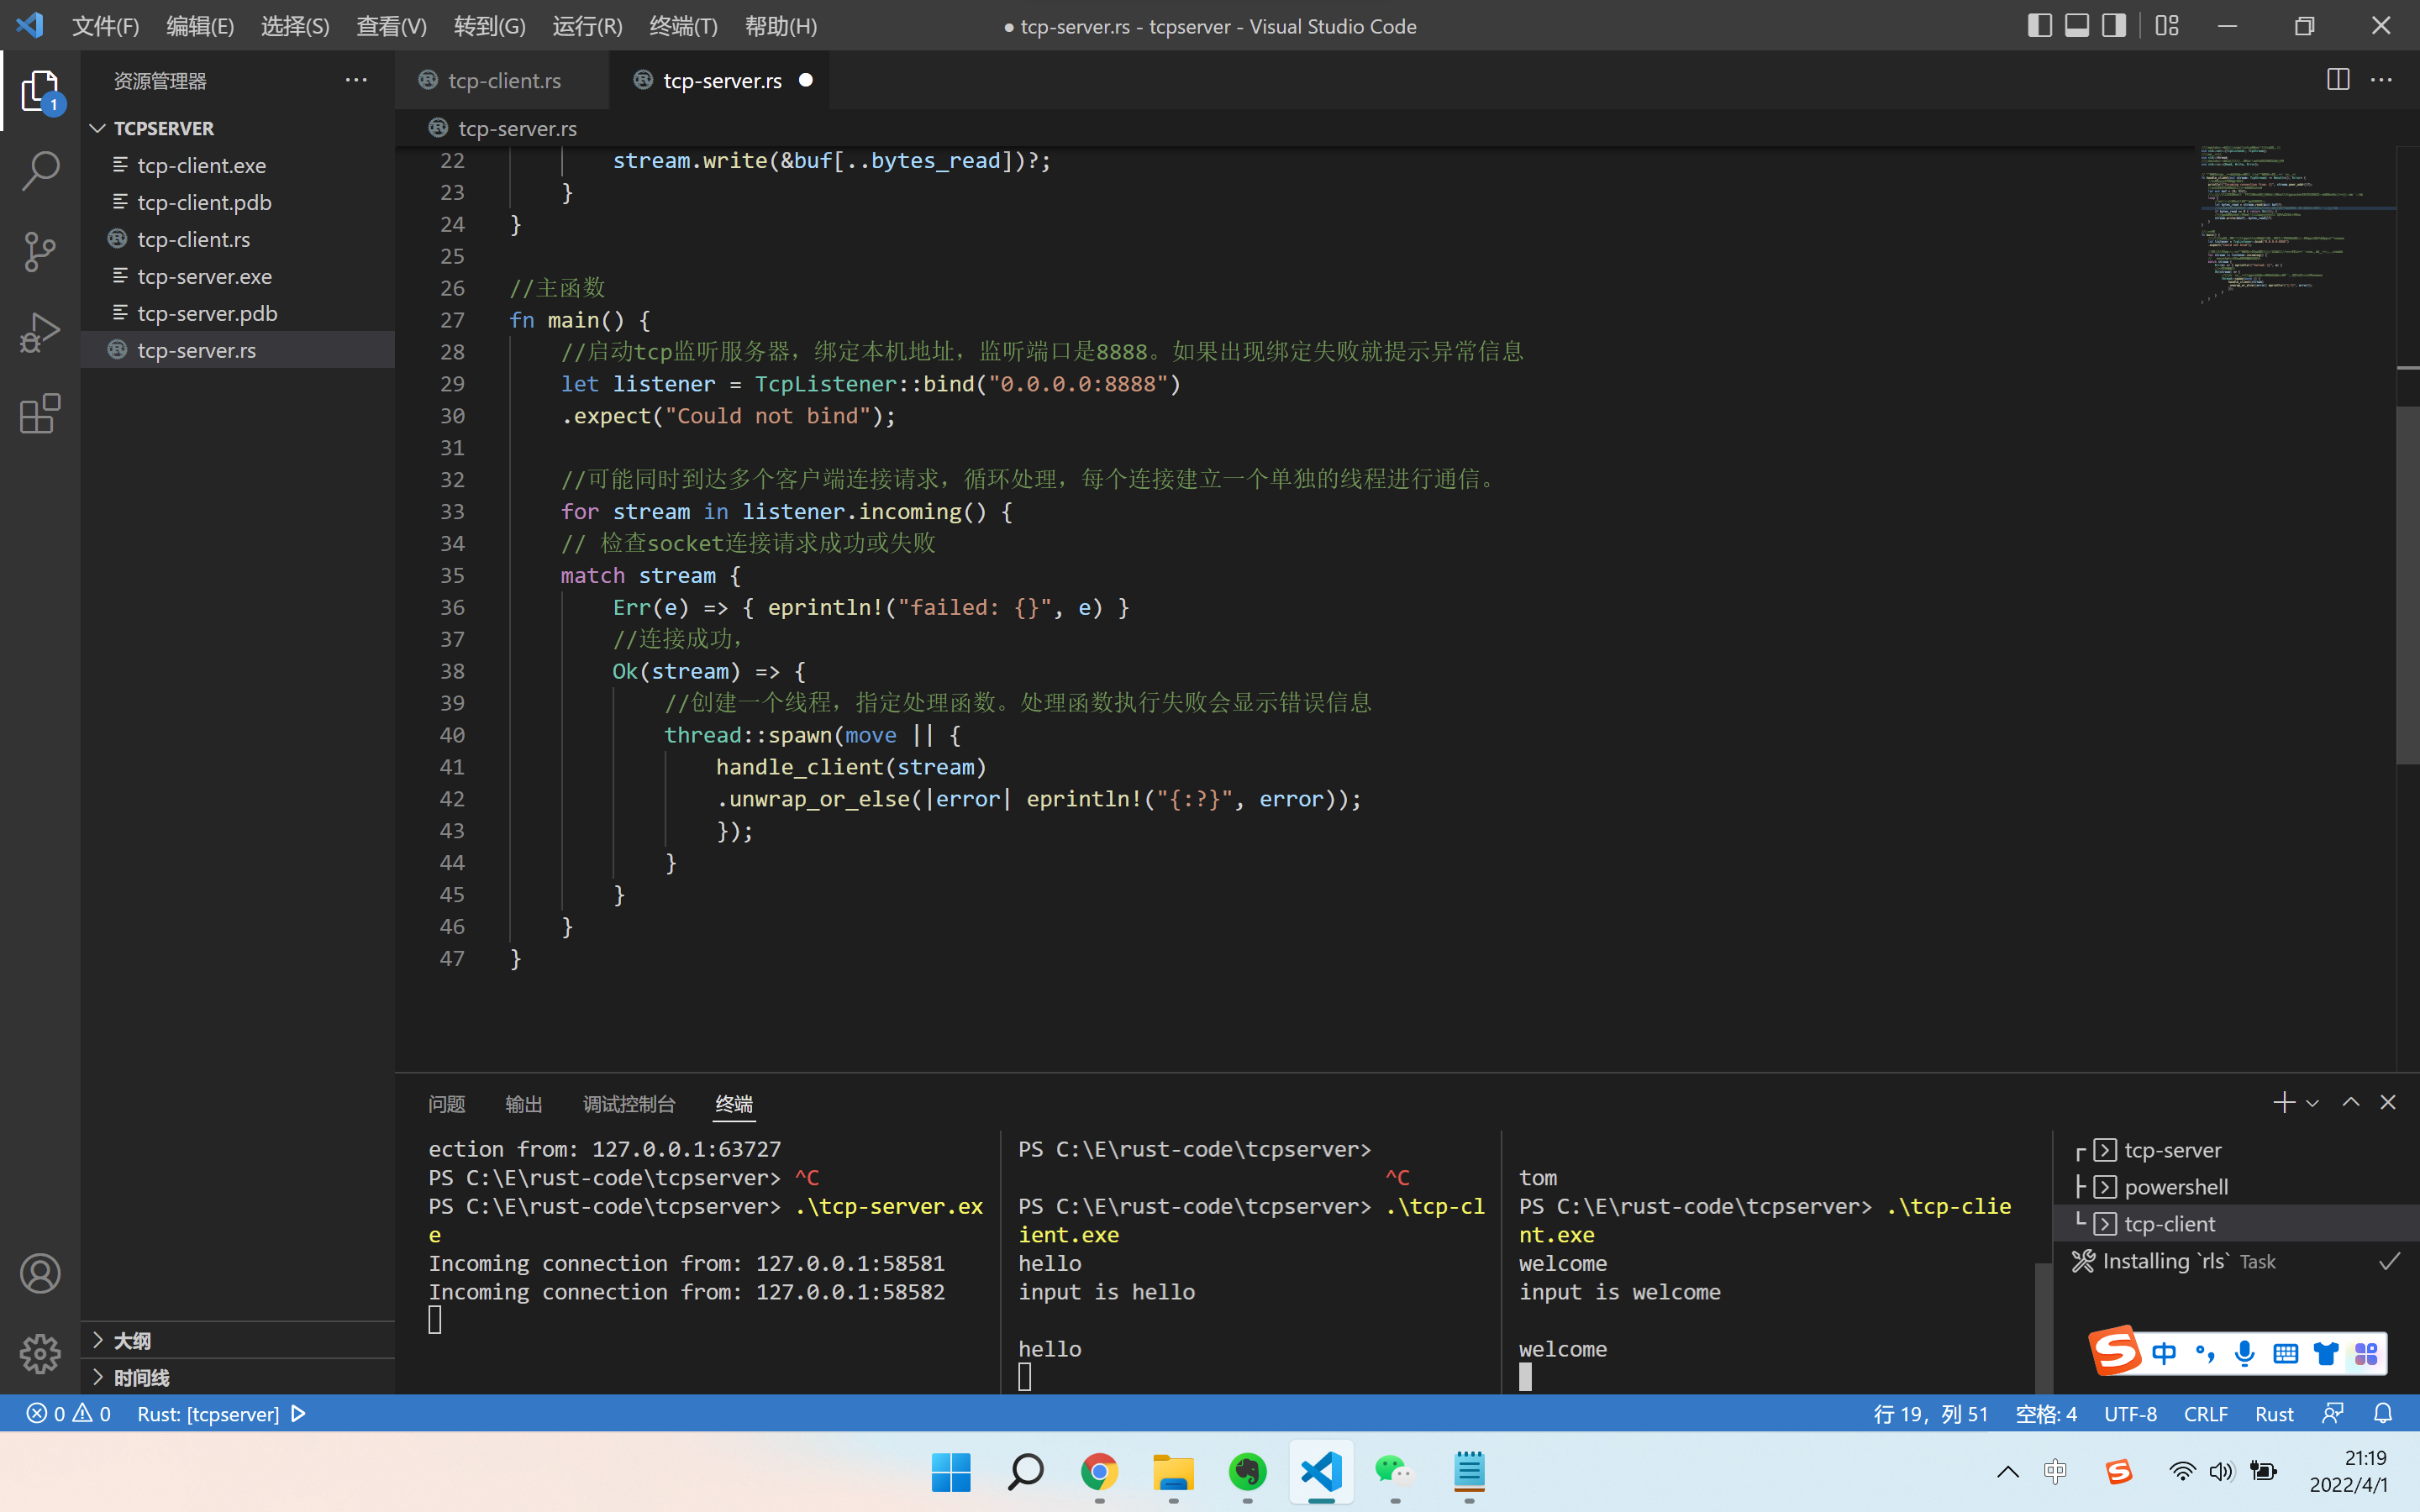 文件(F) 编辑(E) 选择(S) 查看(V) 转到(G) 运行(R) 终端(T) 帮助(H)
● tcp-server.rs - tcpserver - Visual Studio Code
资源管理器
1
TCPSERVER
tcp-client.exe
tcp-client.pdb
tcp-client.rs
tcp-server.exe
tcp-server.pdb
tcp-server.rs
大纲
时间线
tcp-client.rs tcp-server.rs ●
tcp-server.rs
22 stream.write(&buf[..bytes_read])?;
23 }
24 }
25
26 //主函数
27 fn main() {
28 //启动tcp监听服务器，绑定本机地址，监听端口是8888。如果出现绑定失败就提示异常信息
29 let listener = TcpListener::bind("0.0.0.0:8888")
30 .expect("Could not bind");
31
32 //可能同时到达多个客户端连接请求，循环处理，每个连接建立一个单独的线程进行通信。
33 for stream in listener.incoming() {
34 // 检查socket连接请求成功或失败
35 match stream {
36 Err(e) => { eprintln!("failed: {}", e) }
37 //连接成功，
38 Ok(stream) => {
39 //创建一个线程，指定处理函数。处理函数执行失败会显示错误信息
40 thread::spawn(move || {
41 handle_client(stream)
42 .unwrap_or_else(|error| eprintln!("{:?}", error));
43 });
44 }
45 }
46 }
47 }
问题 输出 调试控制台 终端
ection from: 127.0.0.1:63727
PS C:\E\rust-code\tcpserver> ^C
PS C:\E\rust-code\tcpserver> .\tcp-server.ex
e
Incoming connection from: 127.0.0.1:58581
Incoming connection from: 127.0.0.1:58582
PS C:\E\rust-code\tcpserver>
^C
PS C:\E\rust-code\tcpserver> .\tcp-cl
ient.exe
hello
input is hello
hello
tom
PS C:\E\rust-code\tcpserver> .\tcp-clie
nt.exe
welcome
input is welcome
welcome
tcp-server
powershell
tcp-client
Installing `rls` Task
中
0 0 Rust: [tcpserver]
行 19，列 51 空格: 4 UTF-8 CRLF Rust
中
21:19
2022/4/1